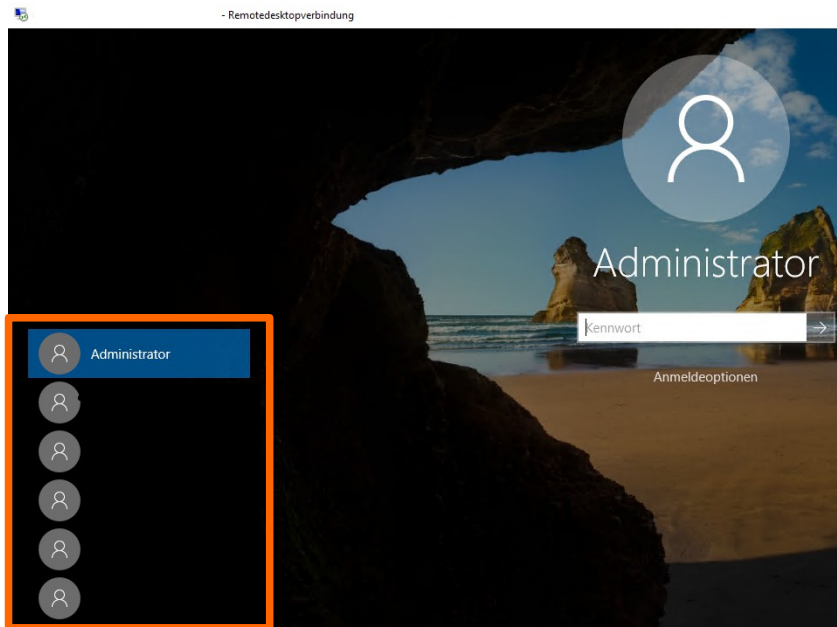 - Remotedesktopverbindung
Administrator
Kennwort
Anmeldeoptionen
Administrator